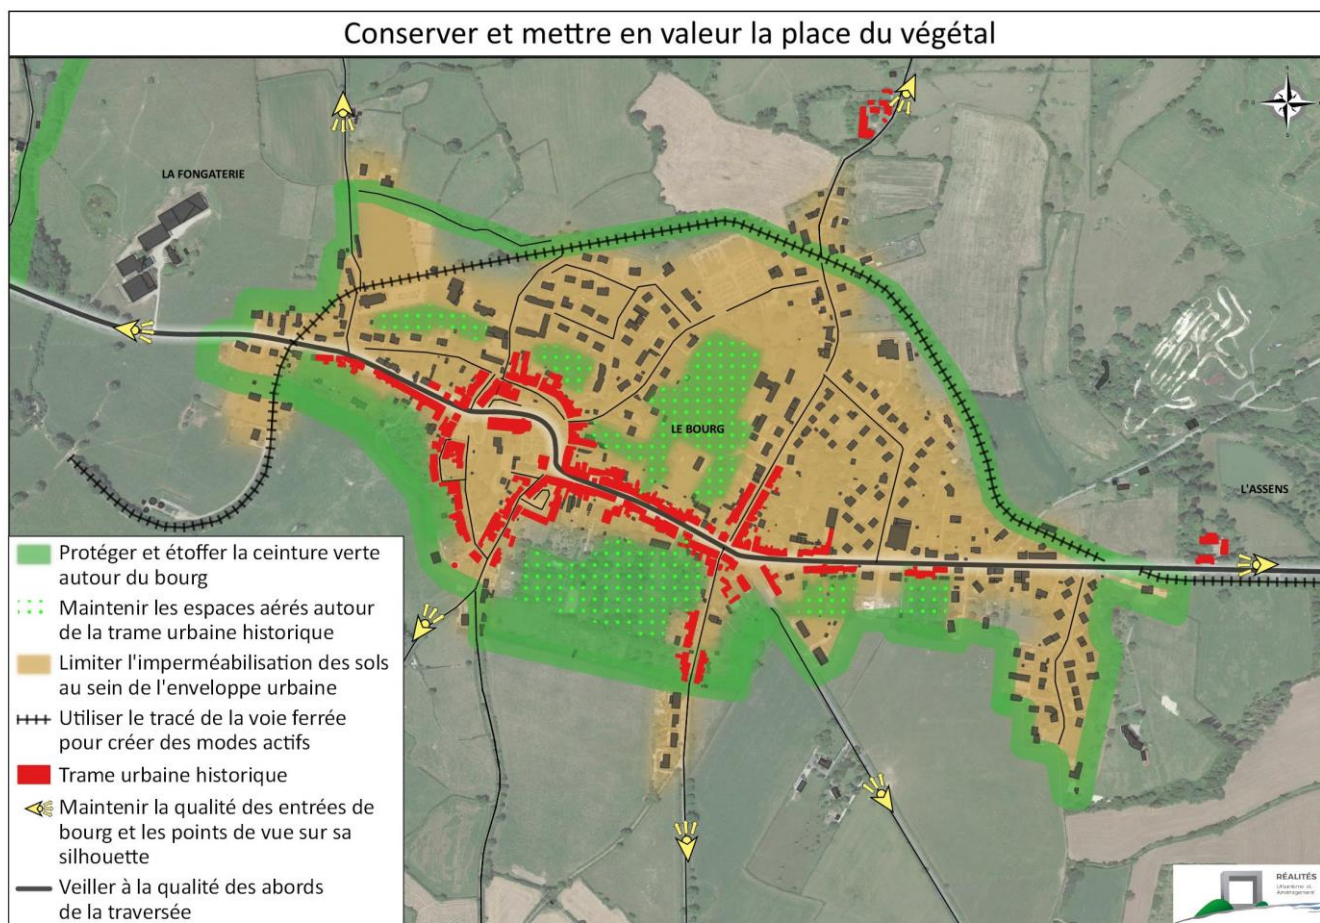 Conserver et mettre en valeur la place du végétal
LA FONGATERIE
LE BOURG
L'ASSENS
Protéger et étoffer la ceinture verte
autour du bourg
Maintenir les espaces aérés autour
de la trame urbaine historique
Limiter l'imperméabilisation des sols
au sein de l'enveloppe urbaine
Utiliser le tracé de la voie ferrée
pour créer des modes actifs
Trame urbaine historique
Maintenir la qualité des entrées de
bourg et les points de vue sur sa
silhouette
Veiller à la qualité des abords
de la traversée
RÉALITÉS
Urbanisme et
Aménagement